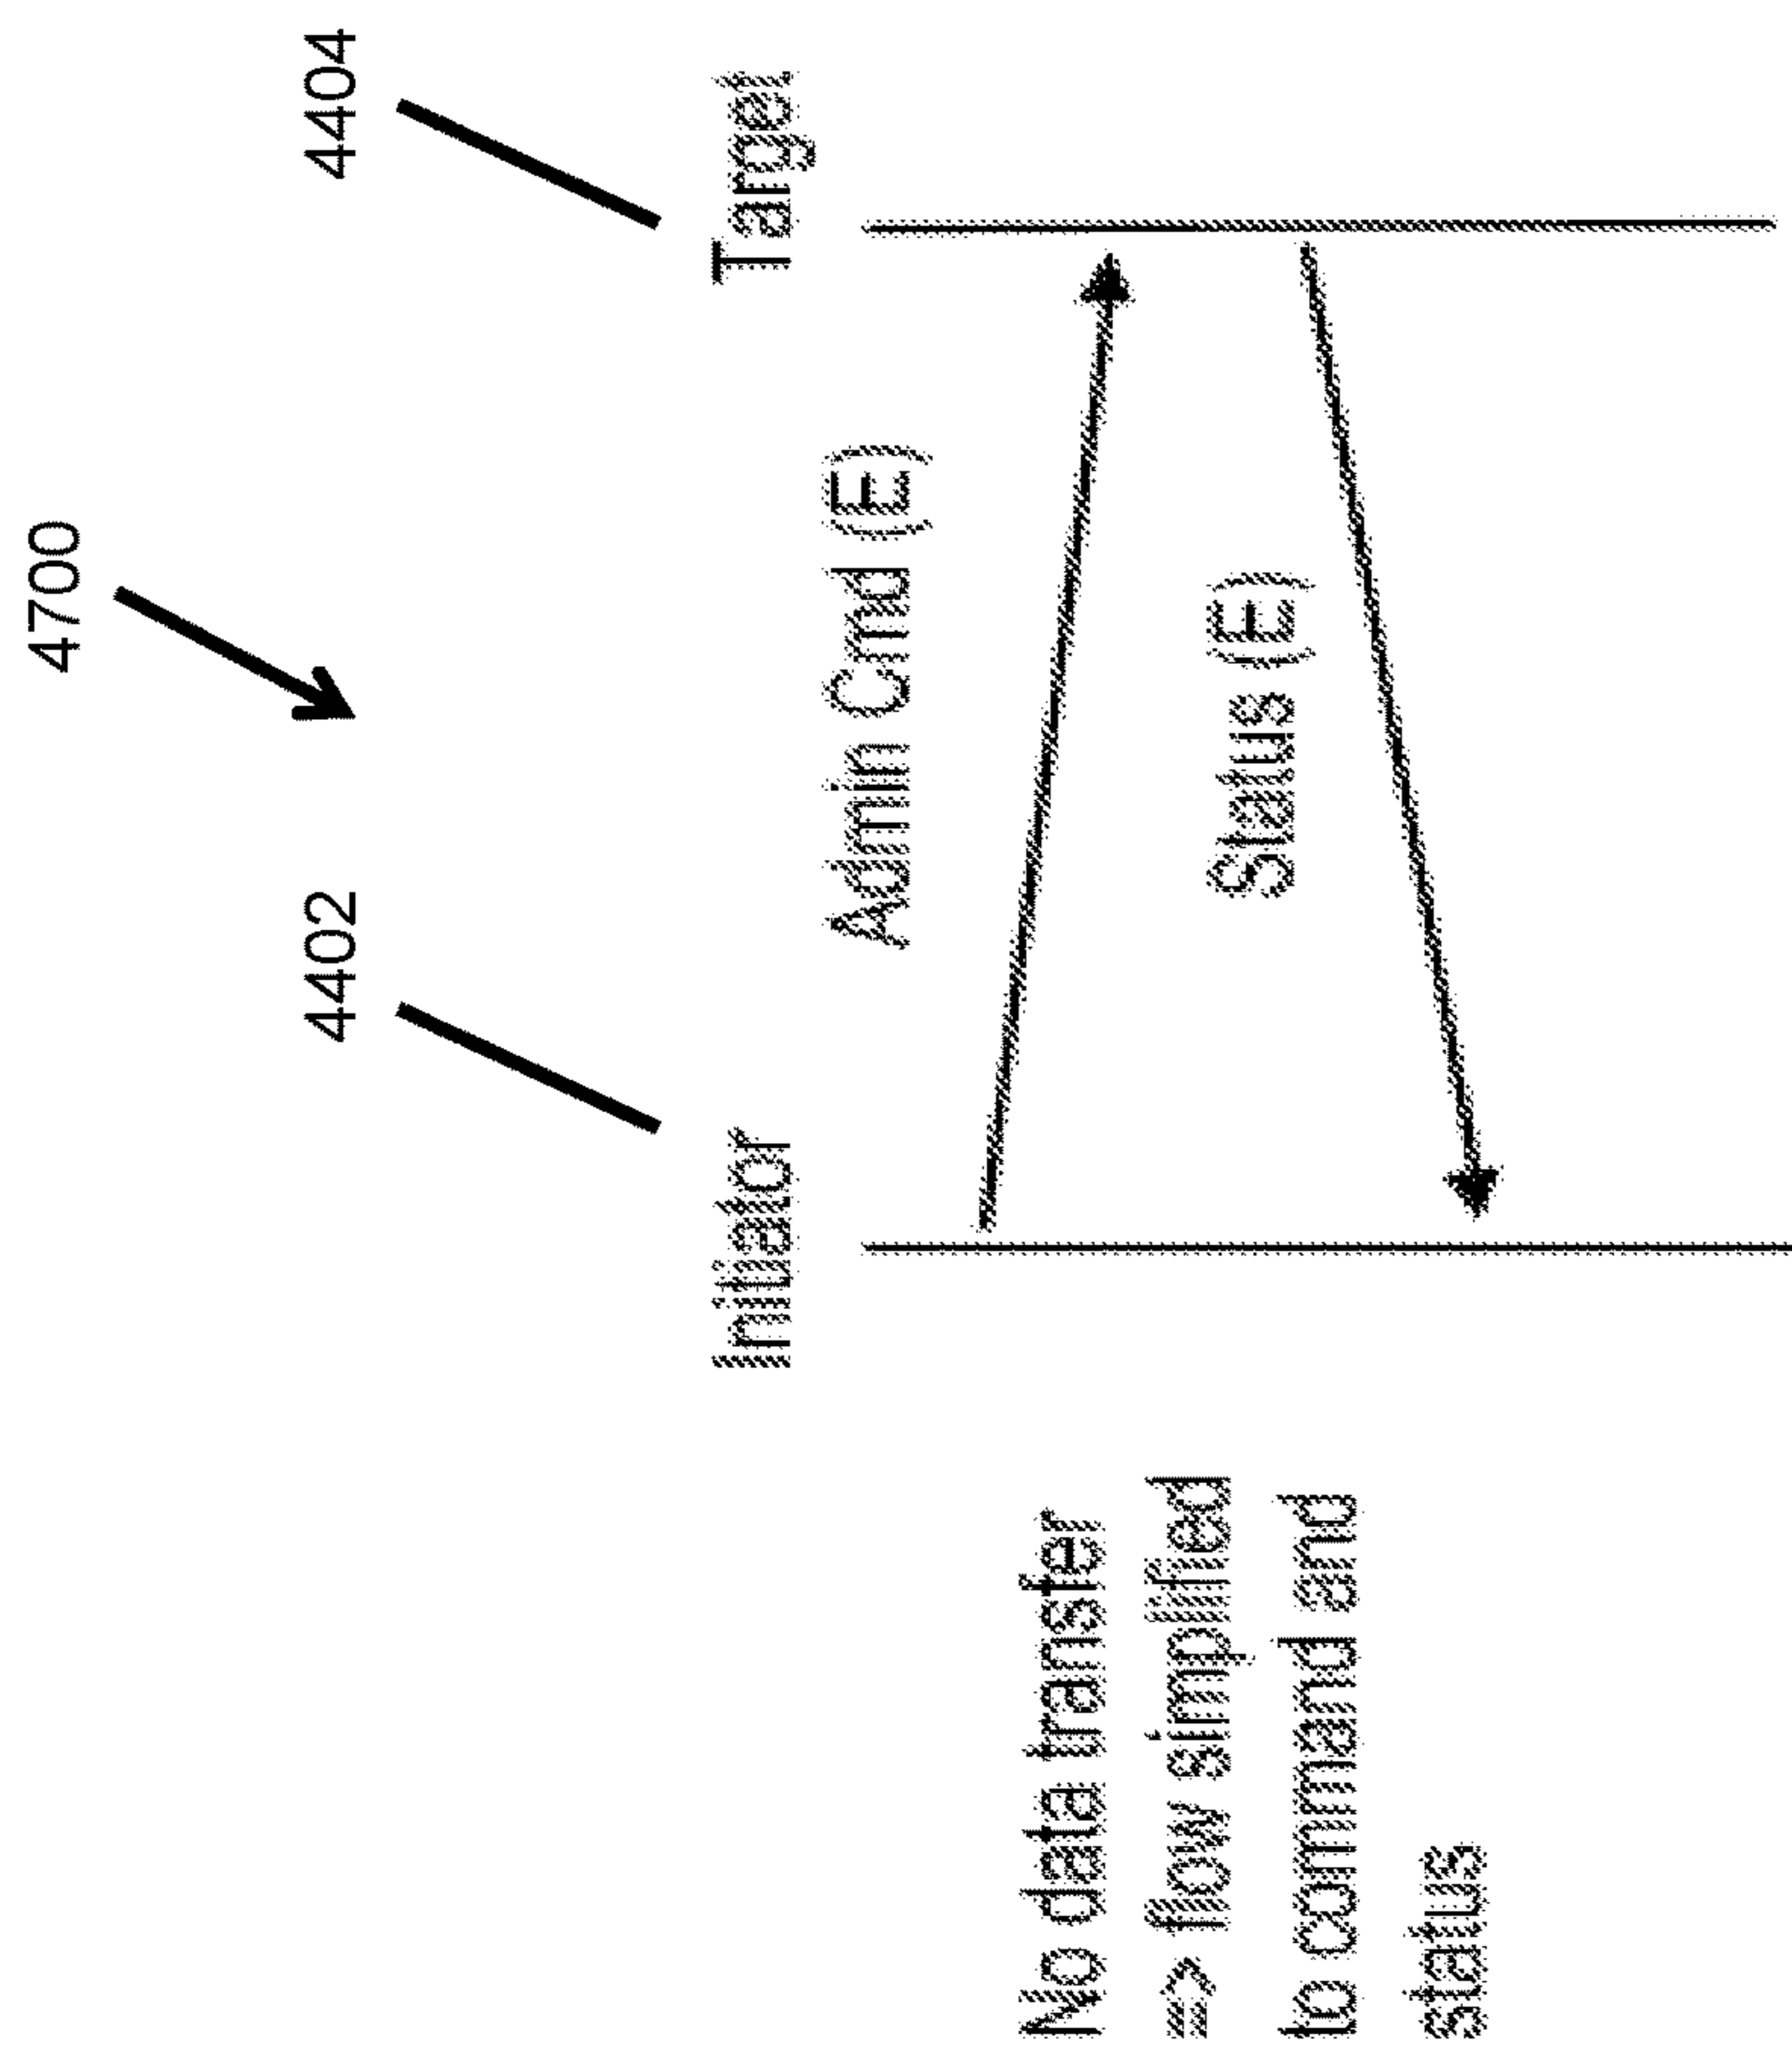 4700
4402
4404
Initiator
Target
Admin Cmd (E)
No data transfer
=> flow simplified
to command and
status
Status (E)